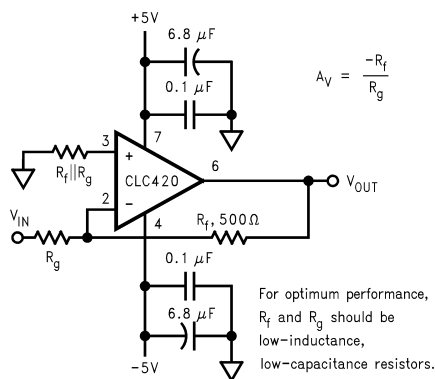 +5V
6.8 μF
0.1 μF
A_V = -R_f / R_g
3
7
+
R_f||R_g
CLC420
6
V_OUT
2
−
4
V_IN
R_f, 500Ω
R_g
0.1 μF
6.8 μF
-5V
For optimum performance,
R_f and R_g should be
low-inductance,
low-capacitance resistors.